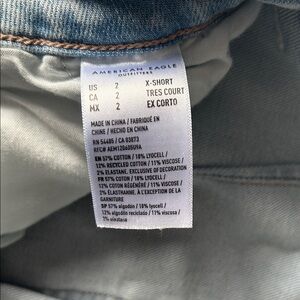 AMERICAN EAGLE
OUTFITTERS
US 2 X-SHORT
CA 2 TRES COURT
MX 2 EX CORTO
MADE IN CHINA / FABRIQUÉ EN
CHINE / HECHO EN CHINA
RN 54485 / CA 03873
EN 57% COTTON / 18% LYOCELL /
12% RECYCLED COTTON / 11% VISCOSE /
2% ELASTANE, EXCLUSIVE OF DECORATION
FR 57% COTON / 18% LYOCELL /
12% COTON RÉGÉNÉRÉ / 11% VISCOSE /
2% ÉLASTHANNE, À L'EXCEPTION DE LA
GARNITURE
SP 57% algodón / 18% lyocell /
12% algodón reciclado / 11% viscosa /
2% elastano